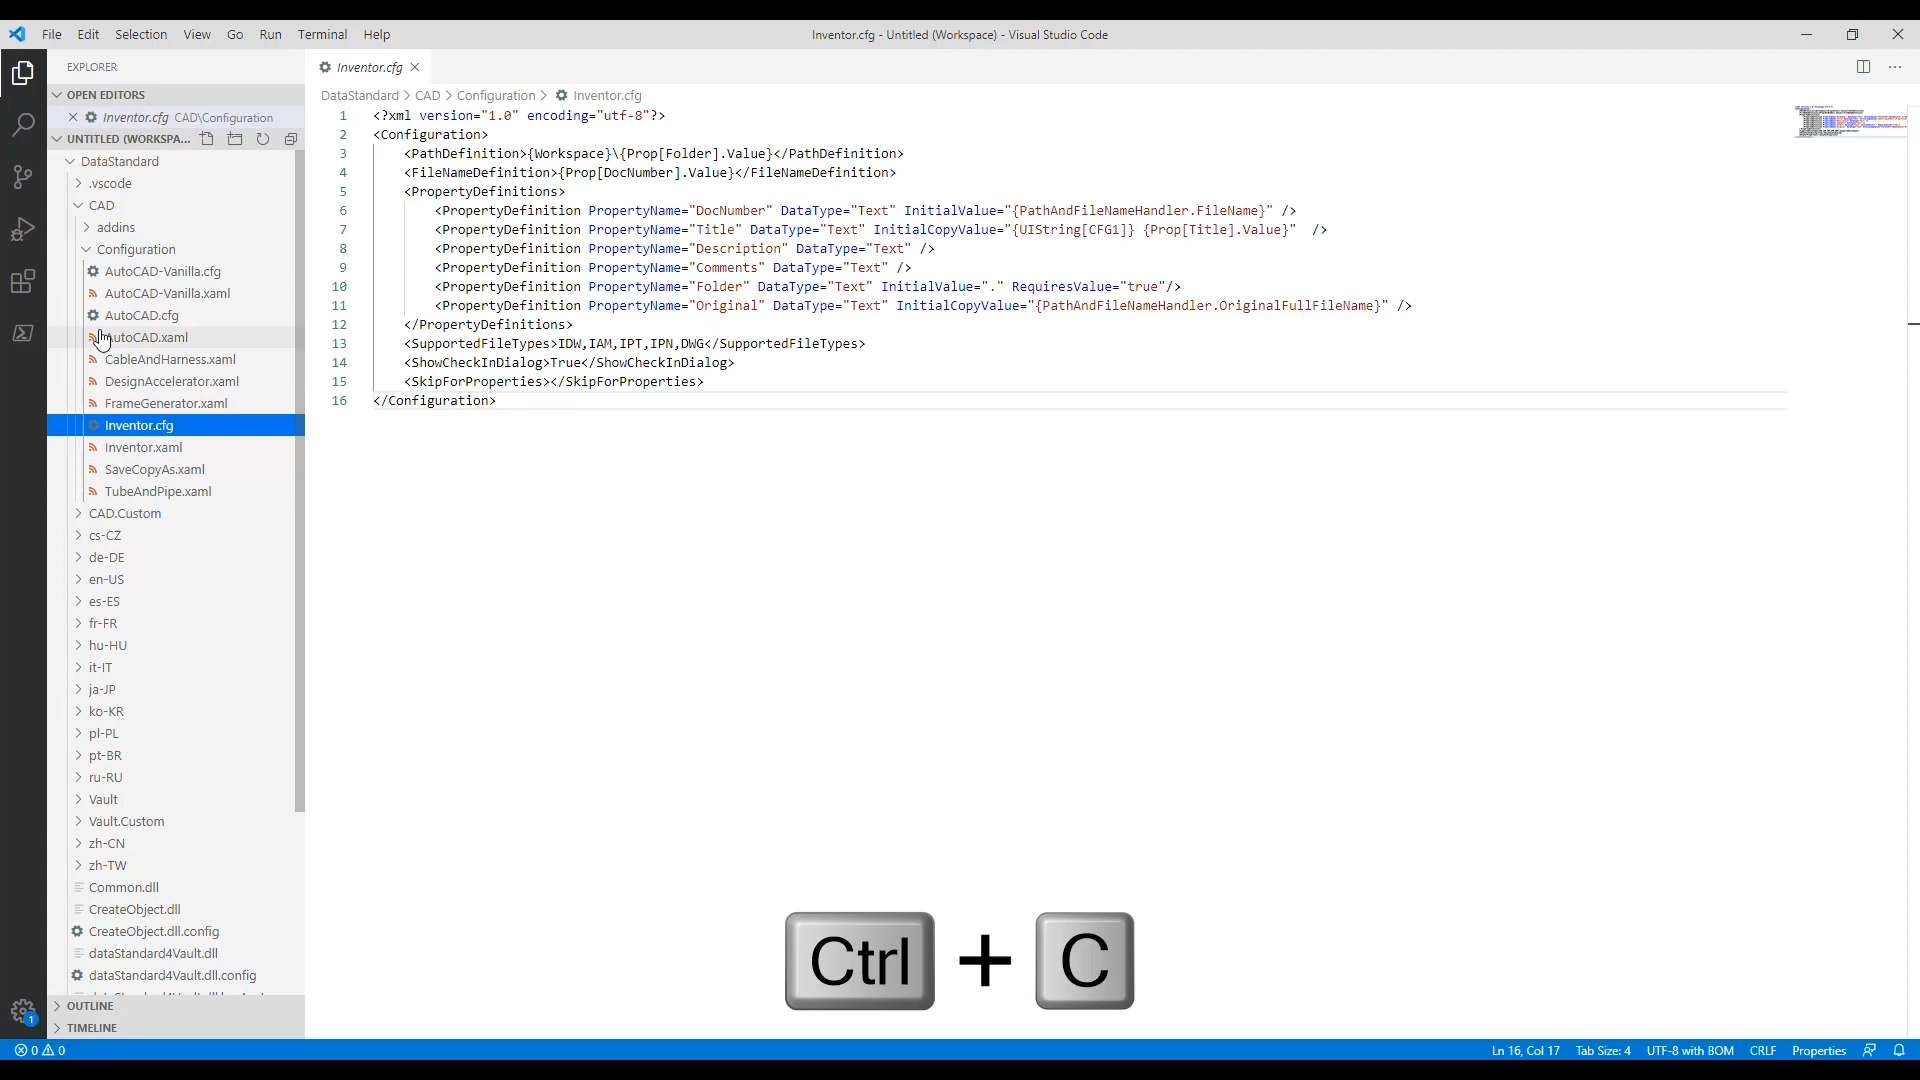 File Edit Selection View Go Run Terminal Help
Inventor.cfg - Untitled (Workspace) - Visual Studio Code
EXPLORER
OPEN EDITORS
Inventor.cfg CAD\Configuration
UNTITLED (WORKSPA...
DataStandard
.vscode
CAD
addins
Configuration
AutoCAD-Vanilla.cfg
AutoCAD-Vanilla.xaml
AutoCAD.cfg
AutoCAD.xaml
CableAndHarness.xaml
DesignAccelerator.xaml
FrameGenerator.xaml
Inventor.cfg
Inventor.xaml
SaveCopyAs.xaml
TubeAndPipe.xaml
CAD.Custom
cs-CZ
de-DE
en-US
es-ES
fr-FR
hu-HU
it-IT
ja-JP
ko-KR
pl-PL
pt-BR
ru-RU
Vault
Vault.Custom
zh-CN
zh-TW
Common.dll
CreateObject.dll
CreateObject.dll.config
dataStandard4Vault.dll
dataStandard4Vault.dll.config
OUTLINE
TIMELINE
Inventor.cfg
DataStandard > CAD > Configuration > Inventor.cfg
1 <?xml version="1.0" encoding="utf-8"?>
2 <Configuration>
3 <PathDefinition>{Workspace}\{Prop[Folder].Value}</PathDefinition>
4 <FileNameDefinition>{Prop[DocNumber].Value}</FileNameDefinition>
5 <PropertyDefinitions>
6 <PropertyDefinition PropertyName="DocNumber" DataType="Text" InitialValue="{PathAndFileNameHandler.FileName}" />
7 <PropertyDefinition PropertyName="Title" DataType="Text" InitialCopyValue="{UIString[CFG1]} {Prop[Title].Value}" />
8 <PropertyDefinition PropertyName="Description" DataType="Text" />
9 <PropertyDefinition PropertyName="Comments" DataType="Text" />
10 <PropertyDefinition PropertyName="Folder" DataType="Text" InitialValue="." RequiresValue="true"/>
11 <PropertyDefinition PropertyName="Original" DataType="Text" InitialCopyValue="{PathAndFileNameHandler.OriginalFullFileName}" />
12 </PropertyDefinitions>
13 <SupportedFileTypes>IDW,IAM,IPT,IPN,DWG</SupportedFileTypes>
14 <ShowCheckInDialog>True</ShowCheckInDialog>
15 <SkipForProperties></SkipForProperties>
16 </Configuration>
Ctrl + C
1
0 0
Ln 16, Col 17 Tab Size: 4 UTF-8 with BOM CRLF Properties